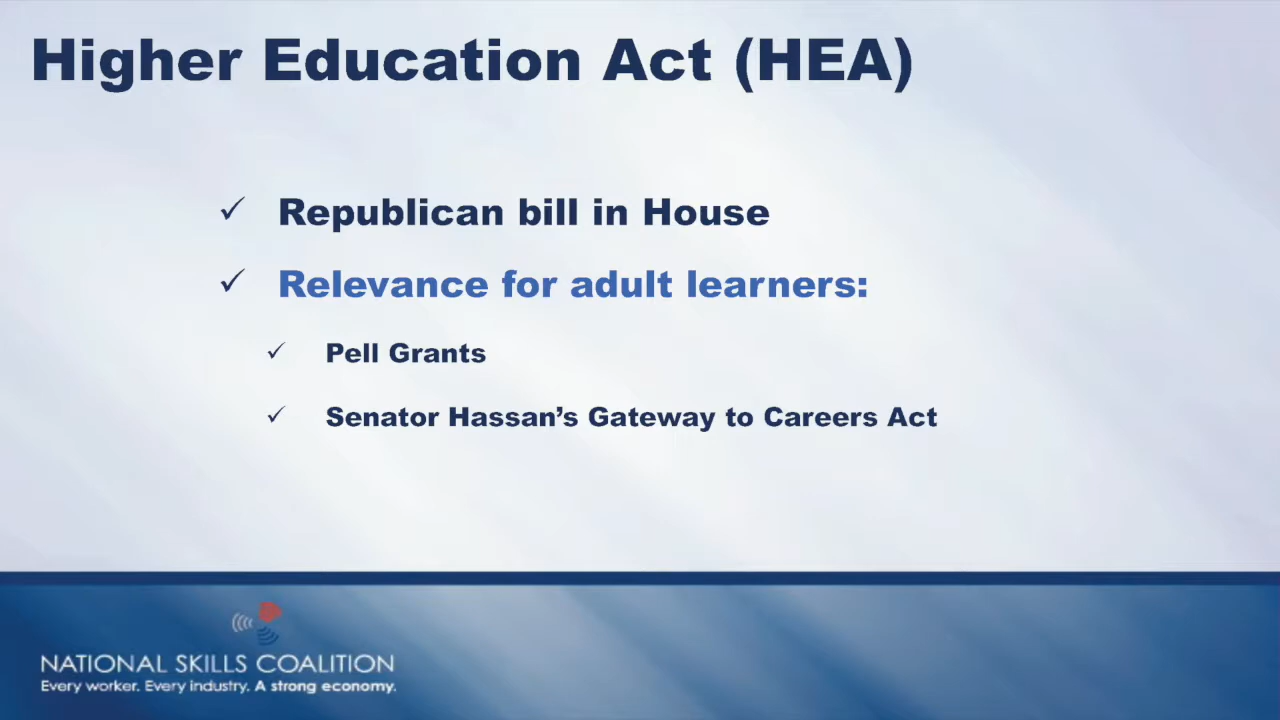 Higher Education Act (HEA)
✓ Republican bill in House
✓ Relevance for adult learners:
✓ Pell Grants
✓ Senator Hassan’s Gateway to Careers Act
NATIONAL SKILLS COALITION
Every worker. Every industry. A strong economy.